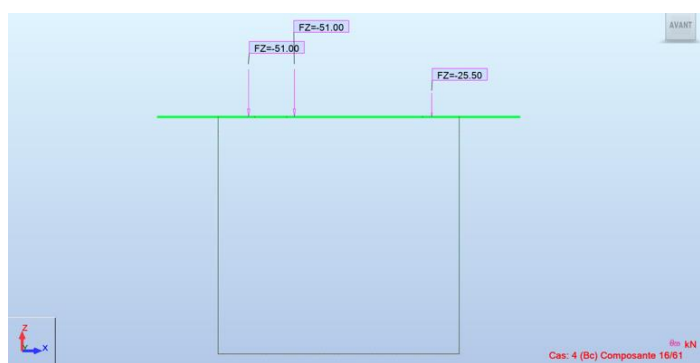 FZ=-51.00
AVANT
FZ=-51.00
FZ=-25.50
Z
Y X
kN
Cas: 4 (Bc) Composante 16/61